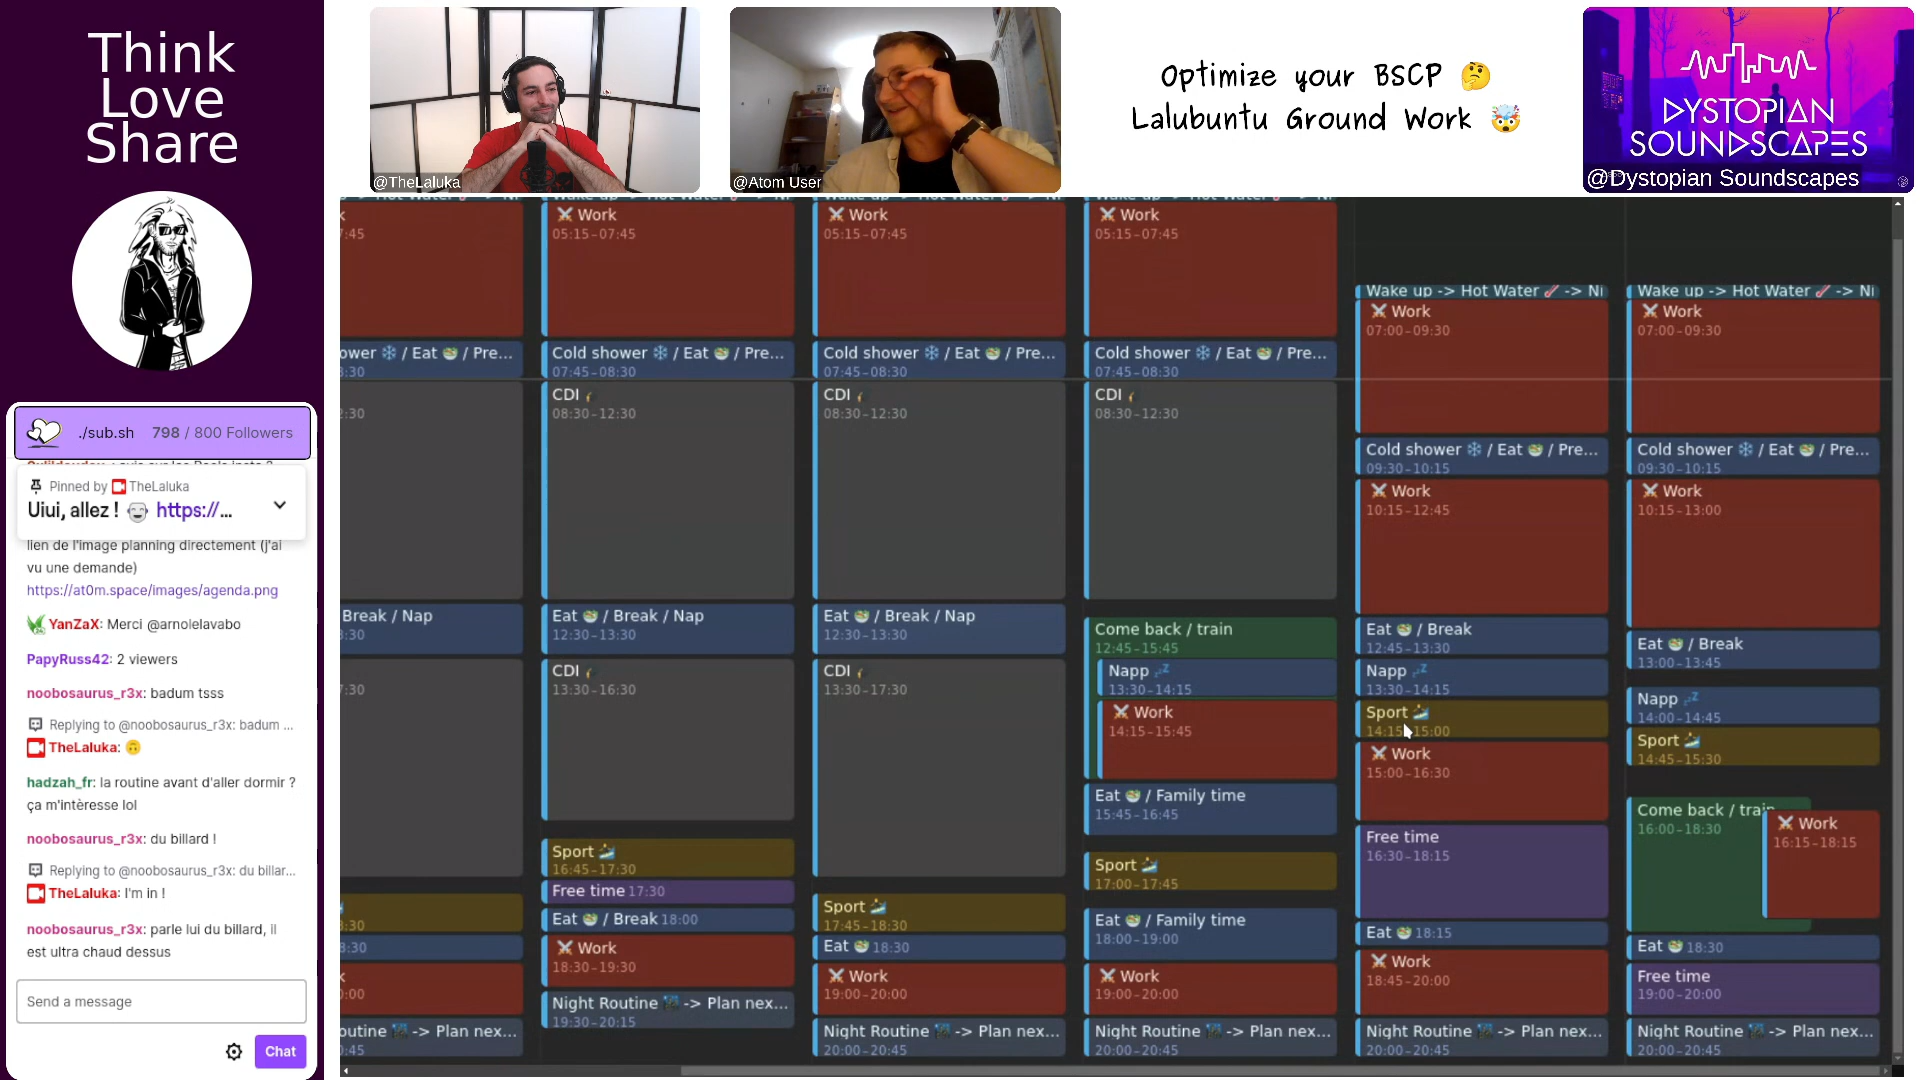 Think
Love
Share
./sub.sh 798 / 800 Followers
Pinned by TheLaluka
Uiui, allez ! https://...
lien de l'image planning directement (j'ai
vu une demande)
https://at0m.space/images/agenda.png
YanZaX: Merci @arnolelavabo
PapyRuss42: 2 viewers
noobosaurus_r3x: badum tsss
Replying to @noobosaurus_r3x: badum ...
TheLaluka:
hadzah_fr: la routine avant d'aller dormir ?
ça m'intèresse lol
noobosaurus_r3x: du billard !
Replying to @noobosaurus_r3x: du billar...
TheLaluka: I'm in !
noobosaurus_r3x: parle lui du billard, il
est ultra chaud dessus
Send a message
Chat
@TheLaluka
@Atom User
Optimize your BSCP
Lalubuntu Ground Work
DYSTOPIAN
SOUNDSCAPES
@Dystopian Soundscapes
:45
ower / Eat / Pre...
:30
:30
Break / Nap
:30
:30
:30
:30
:00
outine -> Plan nex...
:45
Work
05:15 – 07:45
Cold shower / Eat / Pre...
07:45 – 08:30
CDI
08:30 – 12:30
Eat / Break / Nap
12:30 – 13:30
CDI
13:30 – 16:30
Sport
16:45 – 17:30
Free time 17:30
Eat / Break 18:00
Work
18:30 – 19:30
Night Routine -> Plan nex...
19:30 – 20:15
Work
05:15 – 07:45
Cold shower / Eat / Pre...
07:45 – 08:30
CDI
08:30 – 12:30
Eat / Break / Nap
12:30 – 13:30
CDI
13:30 – 17:30
Sport
17:45 – 18:30
Eat 18:30
Work
19:00 – 20:00
Night Routine -> Plan nex...
20:00 – 20:45
Work
05:15 – 07:45
Cold shower / Eat / Pre...
07:45 – 08:30
CDI
08:30 – 12:30
Come back / train
12:45 – 15:45
Napp
13:30 – 14:15
Work
14:15 – 15:45
Eat / Family time
15:45 – 16:45
Sport
17:00 – 17:45
Eat / Family time
18:00 – 19:00
Work
19:00 – 20:00
Night Routine -> Plan nex...
20:00 – 20:45
Wake up -> Hot Water -> Ni
Work
07:00 – 09:30
Cold shower / Eat / Pre...
09:30 – 10:15
Work
10:15 – 12:45
Eat / Break
12:45 – 13:30
Napp
13:30 – 14:15
Sport
14:15 – 15:00
Work
15:00 – 16:30
Free time
16:30 – 18:15
Eat 18:15
Work
18:45 – 20:00
Night Routine -> Plan nex...
20:00 – 20:45
Wake up -> Hot Water -> Ni
Work
07:00 – 09:30
Cold shower / Eat / Pre...
09:30 – 10:15
Work
10:15 – 13:00
Eat / Break
13:00 – 13:45
Napp
14:00 – 14:45
Sport
14:45 – 15:30
Come back / train
16:00 – 18:30
Work
16:15 – 18:15
Eat 18:30
Free time
19:00 – 20:00
Night Routine -> Plan nex...
20:00 – 20:45